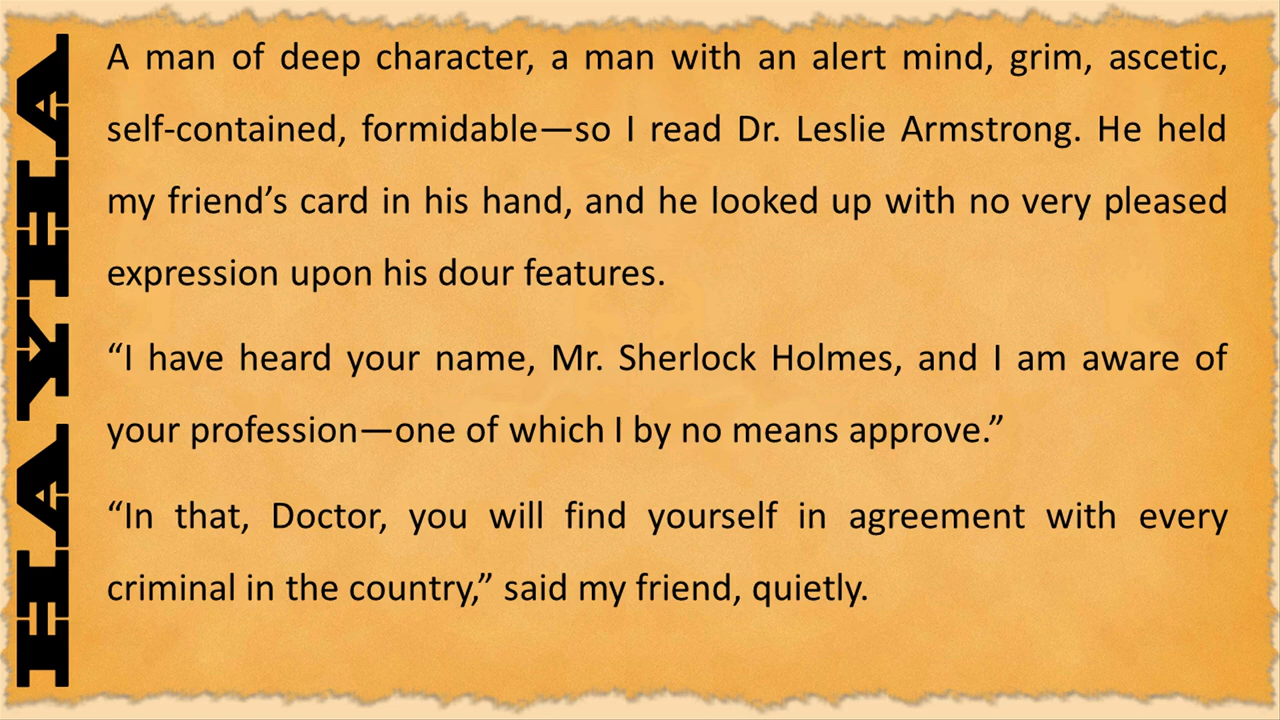 HAYHA
A man of deep character, a man with an alert mind, grim, ascetic,
self-contained, formidable—so I read Dr. Leslie Armstrong. He held
my friend’s card in his hand, and he looked up with no very pleased
expression upon his dour features.
“I have heard your name, Mr. Sherlock Holmes, and I am aware of
your profession—one of which I by no means approve.”
“In that, Doctor, you will find yourself in agreement with every
criminal in the country,” said my friend, quietly.